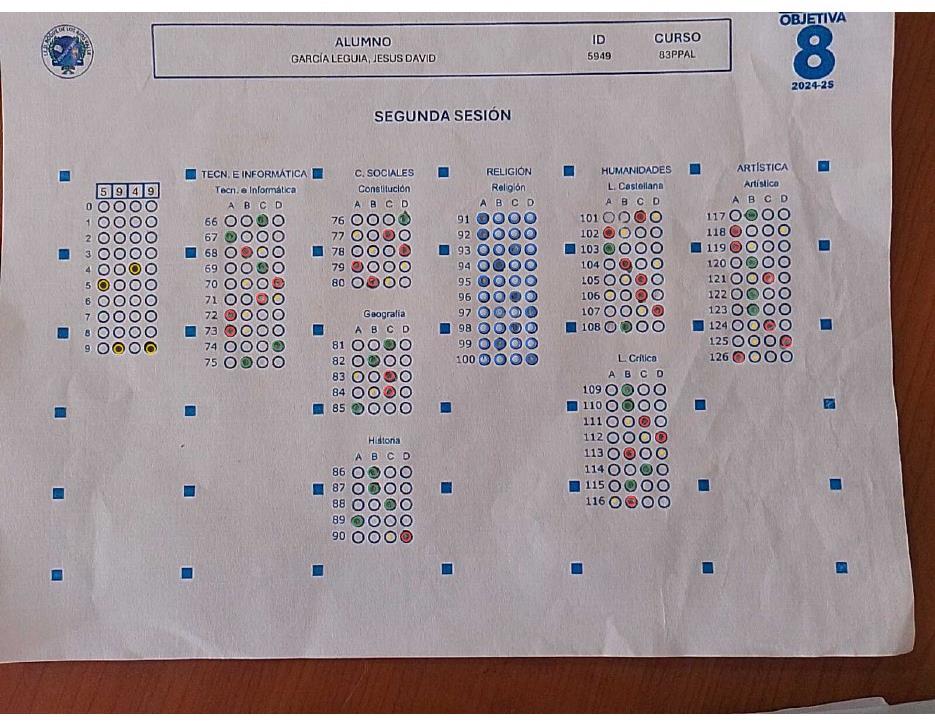 OBJETIVA
8
2024-25
ALUMNO ID CURSO
GARCÍA LEGUIA, JESUS DAVID 5949 83PPAL
SEGUNDA SESIÓN
5 9 4 9
0
1
2
3
4
5
6
7
8
9
TECN. E INFORMÁTICA
Tecn. e Informática
A B C D
66
67
68
69
70
71
72
73
74
75
C. SOCIALES
Constitución
A B C D
76
77
78
79
80
Geografía
A B C D
81
82
83
84
85
Historia
A B C D
86
87
88
89
90
RELIGIÓN
Religión
A B C D
91
92
93
94
95
96
97
98
99
100
HUMANIDADES
L. Castellana
A B C D
101
102
103
104
105
106
107
108
L. Crítica
A B C D
109
110
111
112
113
114
115
116
ARTÍSTICA
Artística
A B C D
117
118
119
120
121
122
123
124
125
126